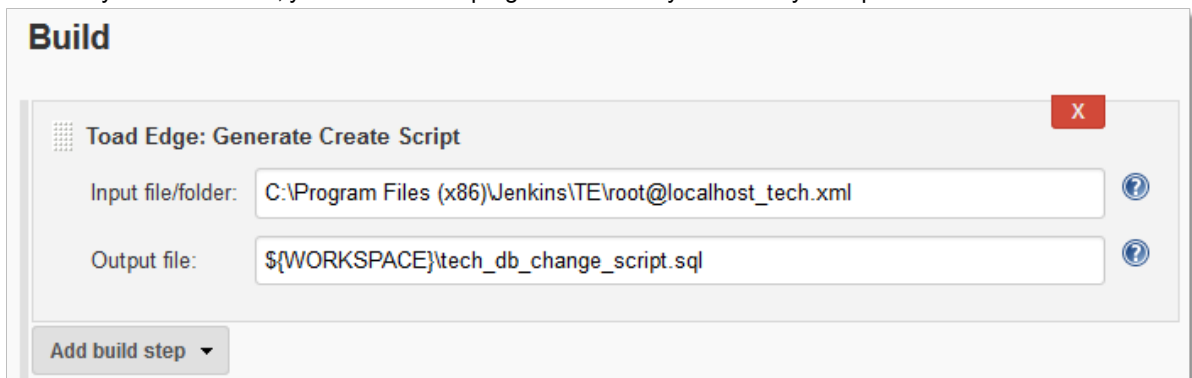 Build
X
Toad Edge: Generate Create Script
Input file/folder: C:\Program Files (x86)\Jenkins\TE\root@localhost_tech.xml ?
Output file: ${WORKSPACE}\tech_db_change_script.sql ?
Add build step